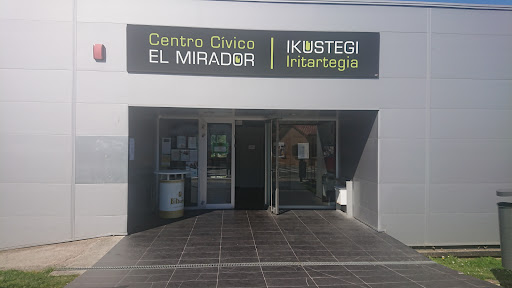 Centro Cívico
EL MIRADOR
IKUSTEGI
Iritartegia